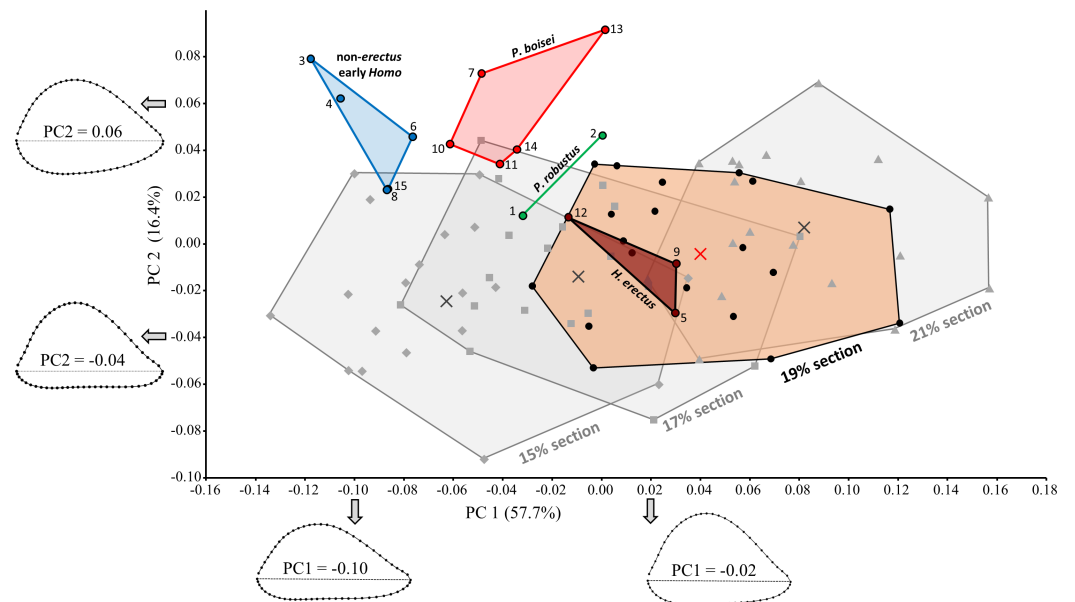 0.08
0.06
0.04
0.02
0.00
-0.02
-0.04
-0.06
-0.08
-0.10
PC 2 (16.4%)
-0.16
-0.14
-0.12
-0.10
-0.08
-0.06
-0.04
-0.02
0.00
0.02
0.04
0.06
0.08
0.10
0.12
0.14
0.16
0.18
PC 1 (57.7%)
PC2 = 0.06
PC2 = -0.04
PC1 = -0.10
PC1 = -0.02
non-erectus
early Homo
3
4
6
15
8
P. boisei
13
7
10
14
11
P. robustus
2
1
H. erectus
12
9
5
15% section
17% section
19% section
21% section